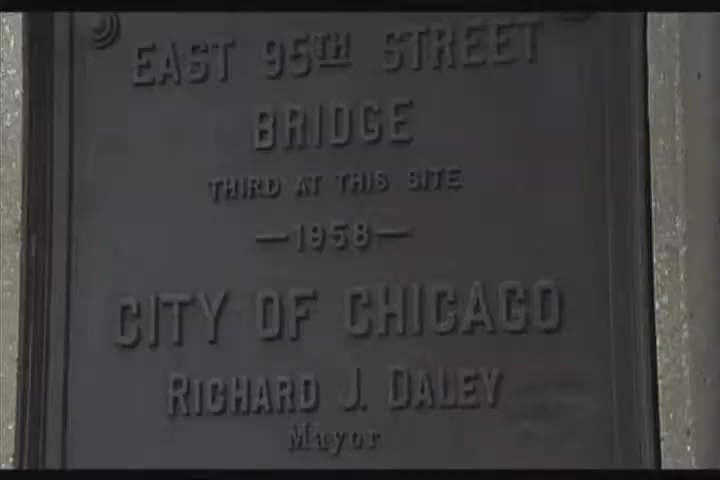 EAST 95TH STREET
BRIDGE
THIRD AT THIS SITE
—1958—
CITY OF CHICAGO
RICHARD J. DALEY
Mayor